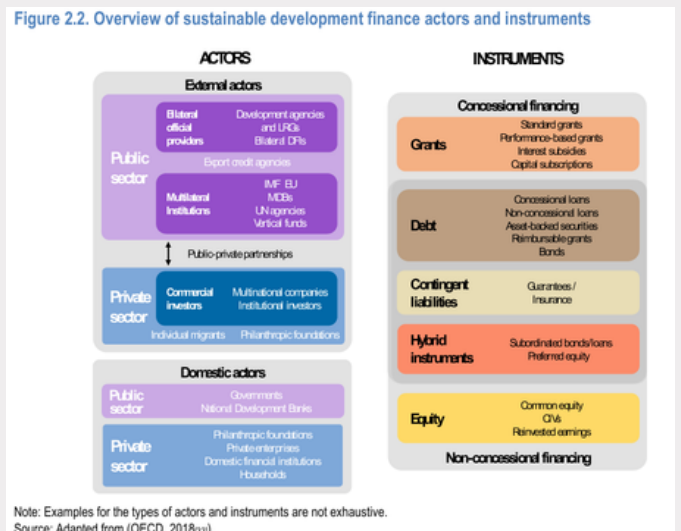 Figure 2.2. Overview of sustainable development finance actors and instruments
ACTORS
External actors
Public
sector
Bilateral
official
providers
Development agencies
and LRGs
Bilateral DFIs
Export credit agencies
Multilateral
Institutions
IMF EU
MDBs
UN agencies
Vertical funds
Public-private partnerships
Private
sector
Commercial
investors
Multinational companies
Institutional investors
Individual migrants
Philanthropic foundations
Domestic actors
Public
sector
Governments
National Development Banks
Private
sector
Philanthropic foundations
Private enterprises
Domestic financial institutions
Households
INSTRUMENTS
Concessional financing
Grants
Standard grants
Performance-based grants
Interest subsidies
Capital subscriptions
Debt
Concessional loans
Non-concessional loans
Asset-backed securities
Reimbursable grants
Bonds
Contingent
liabilities
Guarantees /
Insurance
Hybrid
instruments
Subordinated bonds/loans
Preferred equity
Equity
Common equity
CIVs
Reinvested earnings
Non-concessional financing
Note: Examples for the types of actors and instruments are not exhaustive.
Source: Adapted from (OECD, 2018